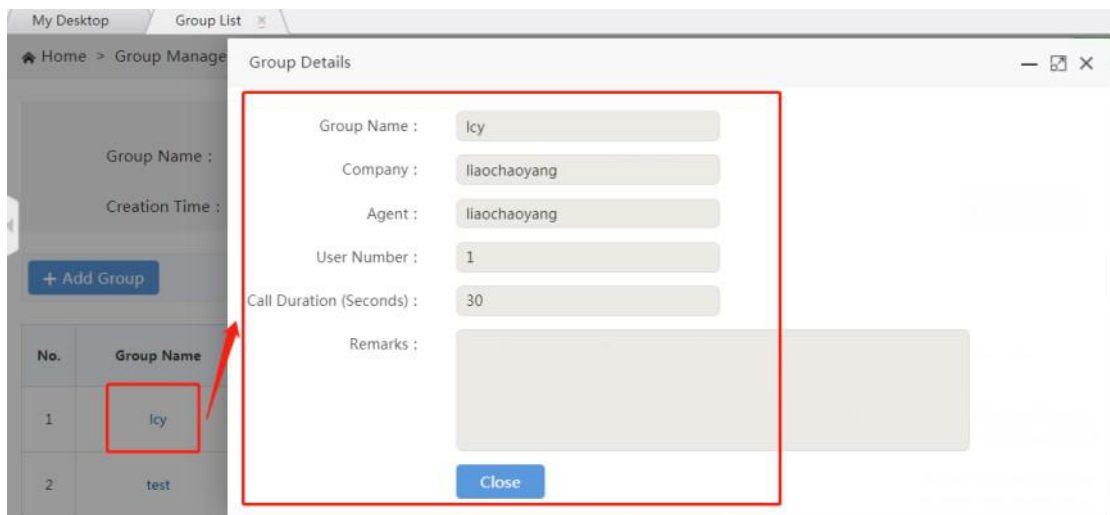 My Desktop
Group List
Home > Group Manage
Group Details
Group Name :
lcy
Company :
liaochaoyang
Agent :
liaochaoyang
User Number :
1
Call Duration (Seconds) :
30
Remarks :
Close
Group Name :
Creation Time :
+ Add Group
No.
Group Name
1
lcy
2
test